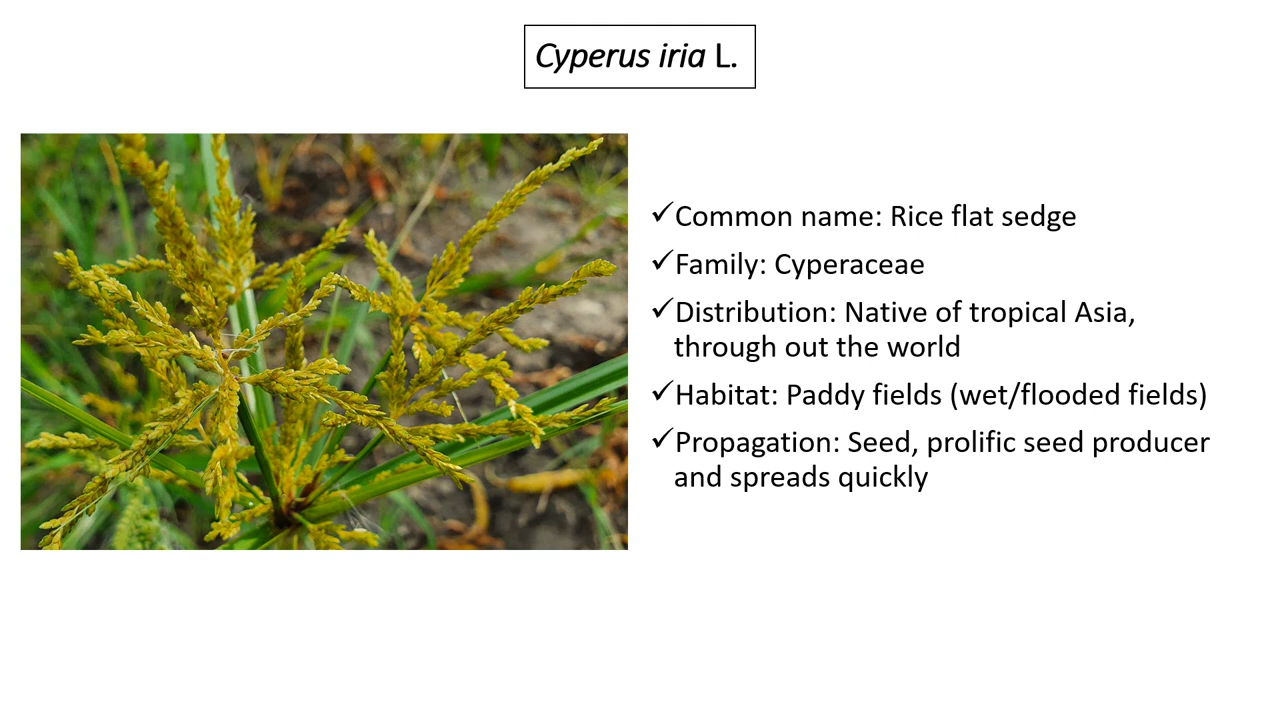 Cyperus iria L.
✓Common name: Rice flat sedge
✓Family: Cyperaceae
✓Distribution: Native of tropical Asia,
through out the world
✓Habitat: Paddy fields (wet/flooded fields)
✓Propagation: Seed, prolific seed producer
and spreads quickly